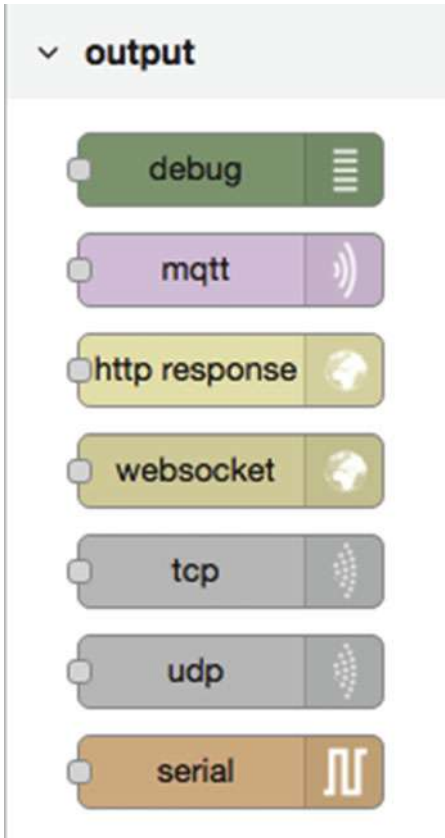 output
debug
mqtt
http response
websocket
tcp
udp
serial